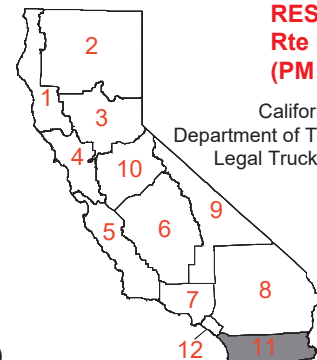 RES
Rte
(PM
Califor
Department of T
Legal Truck
2
1
3
4
10
9
5
6
7
8
12
11
)